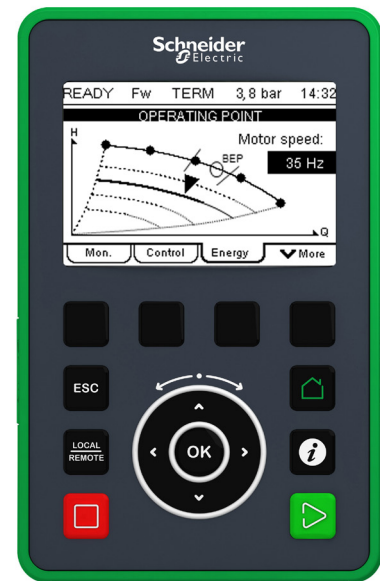 Schneider
Electric
READY Fw TERM 3,8 bar 14:32
OPERATING POINT
H
Motor speed:
BEP
35 Hz
Q
Mon. Control Energy More
ESC
LOCAL
REMOTE
OK
i